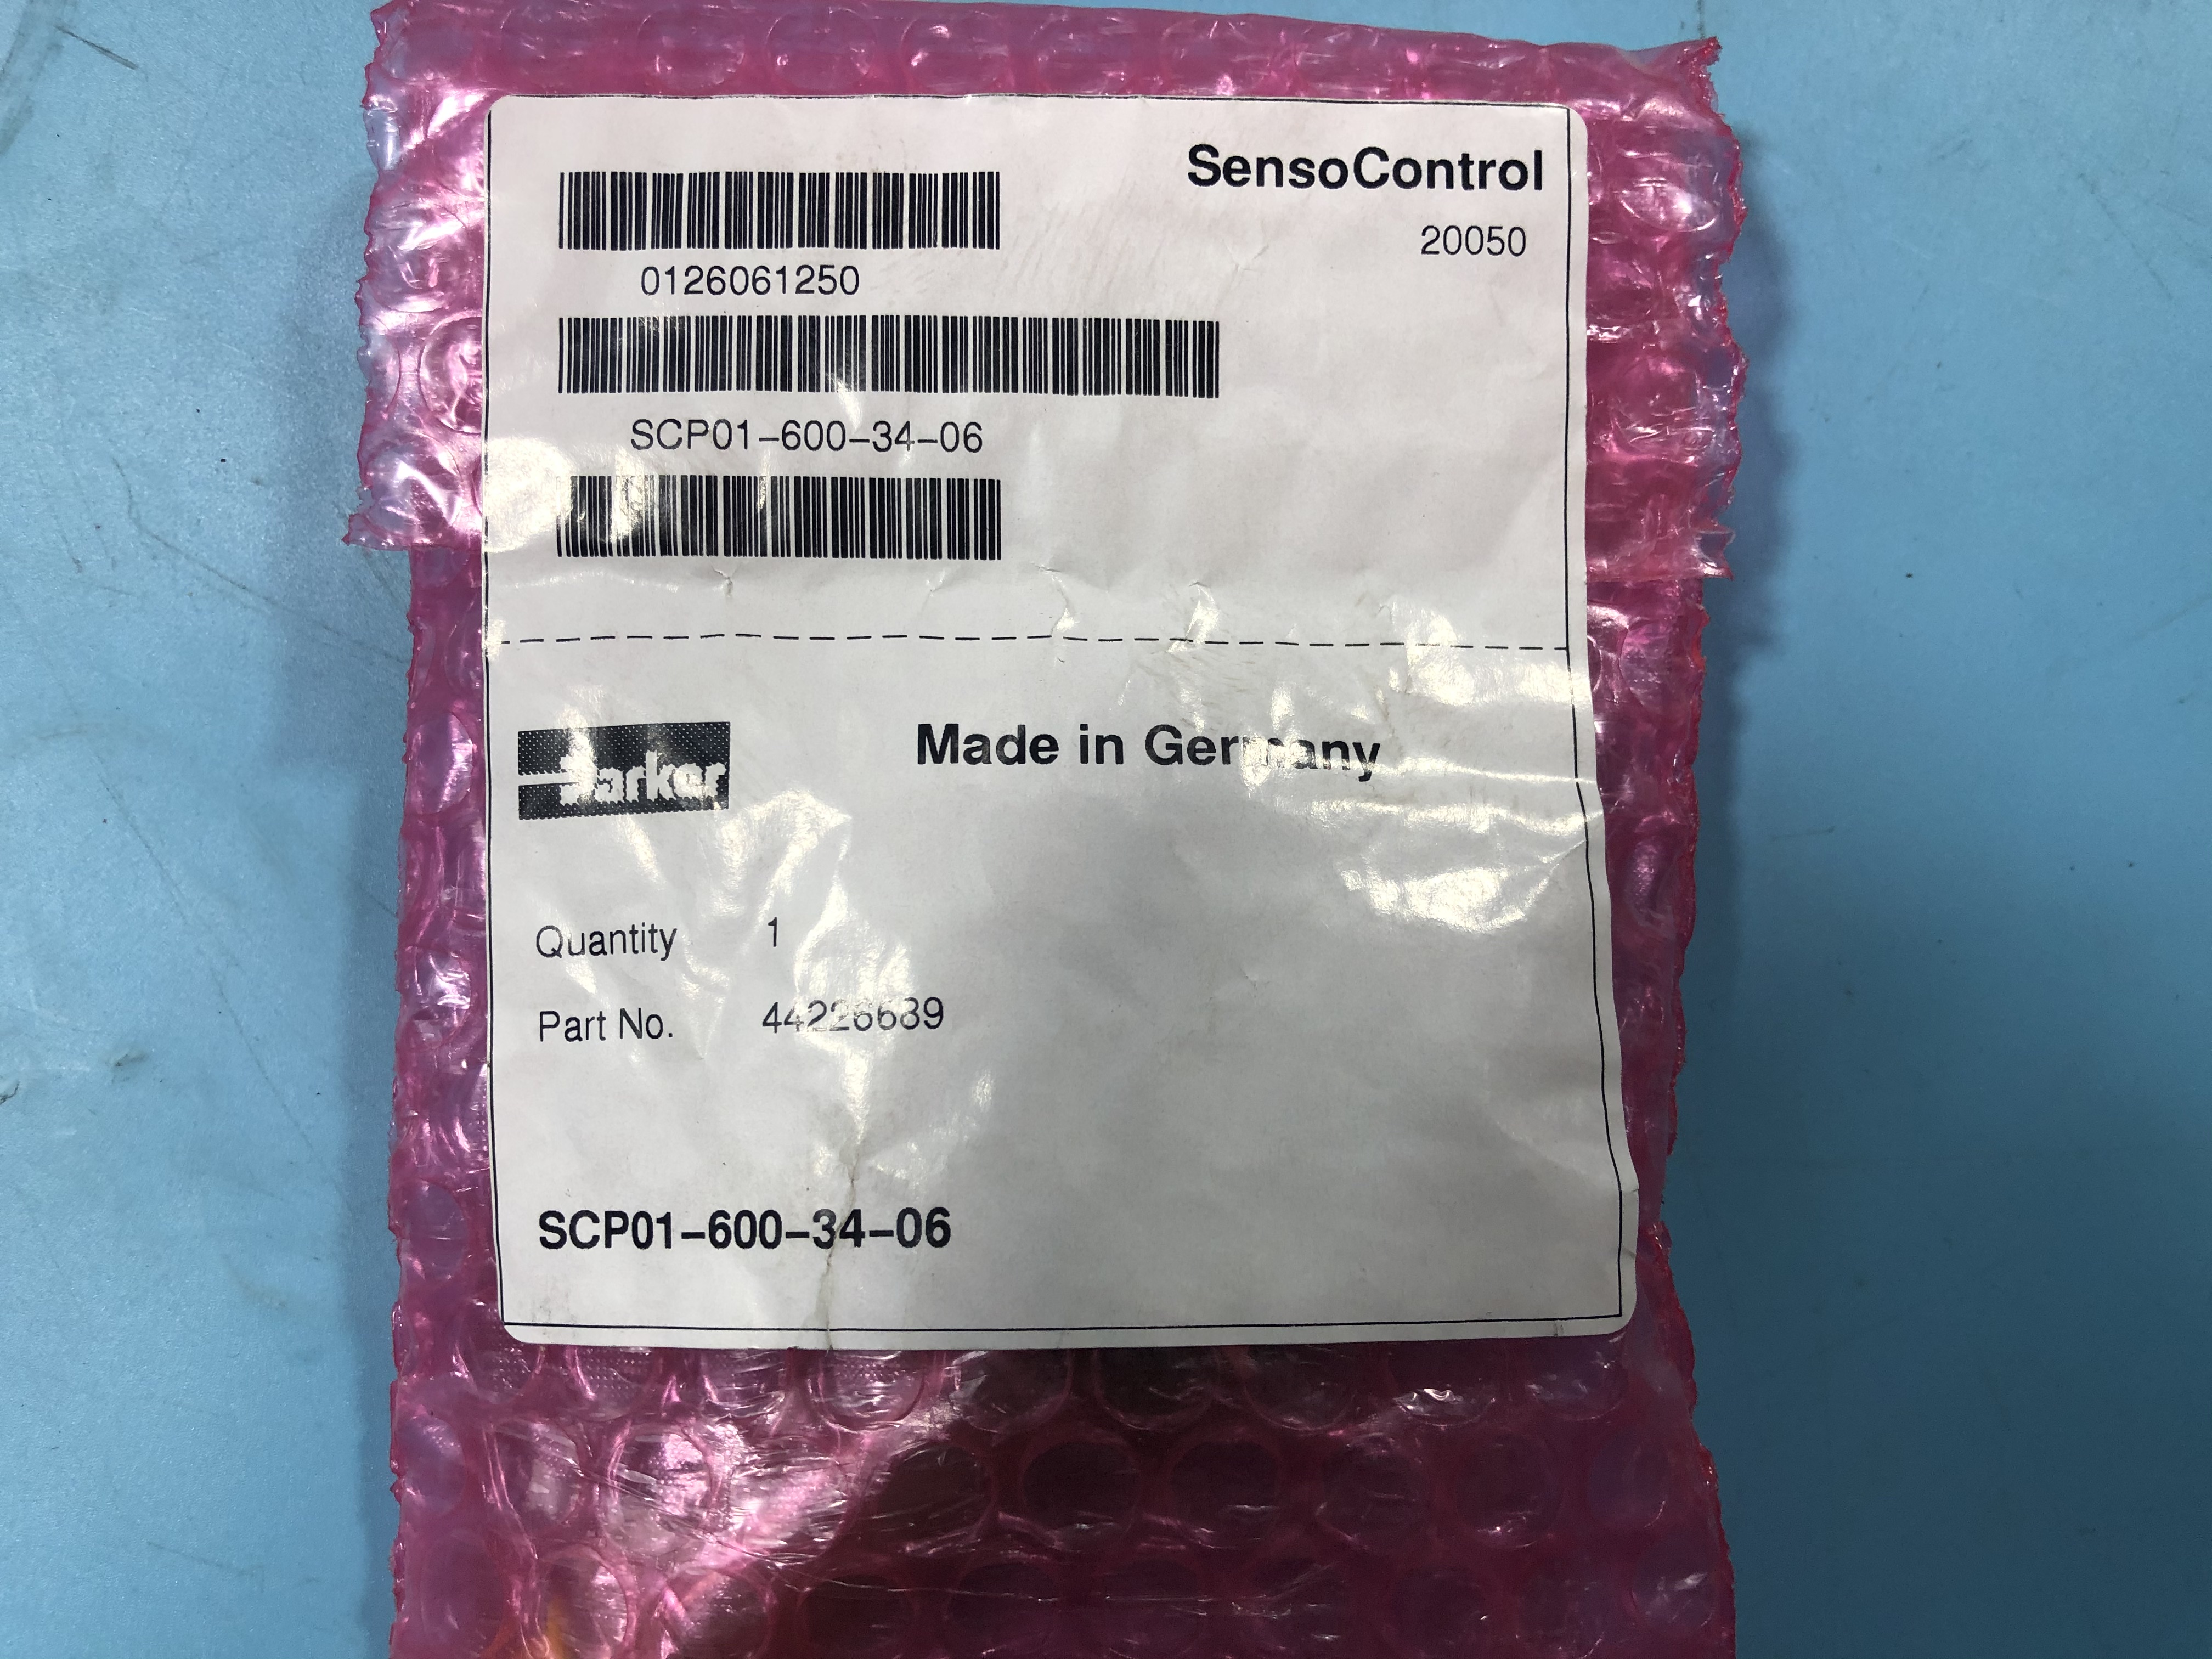 SensoControl
20050
0126061250
SCP01-600-34-06
Parker
Made in Germany
Quantity 1
Part No. 44226689
SCP01-600-34-06